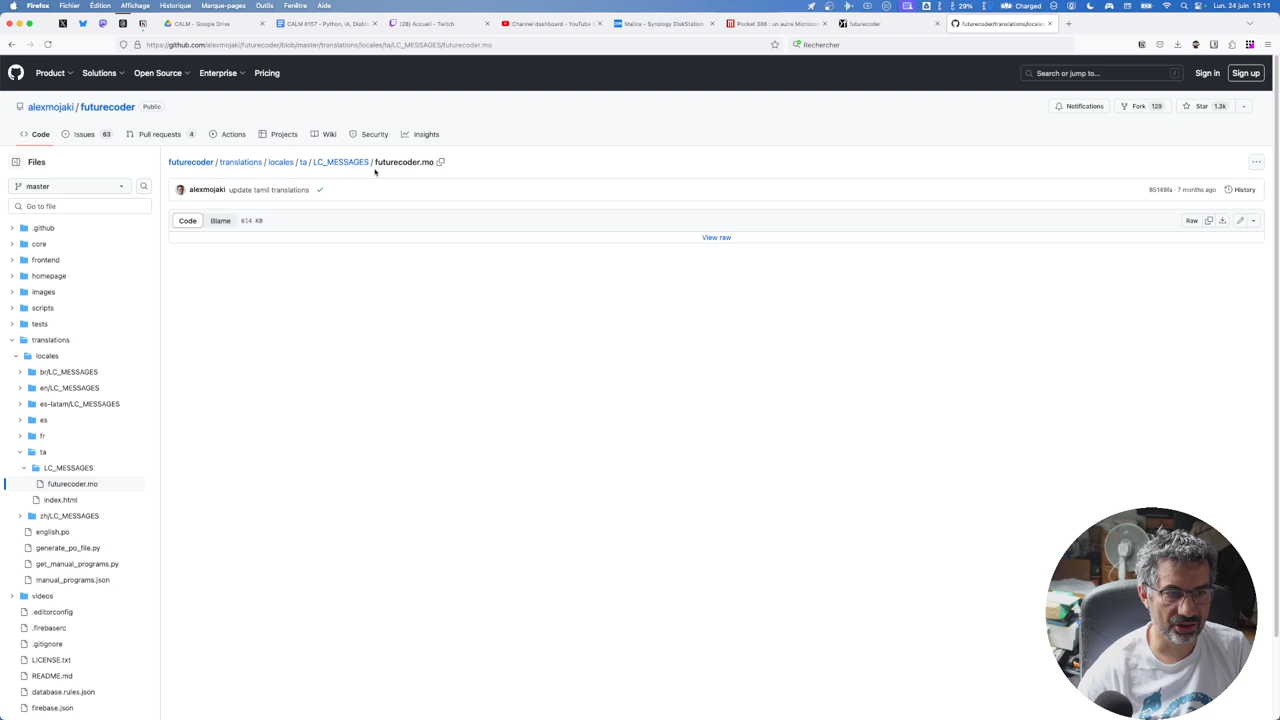 Firefox Fichier Édition Affichage Historique Marque-pages Outils Fenêtre Aide
29% Charged Lun. 24 juin à 13:11
CALM - Google Drive
CALM #157 - Python, IA, Diablo
(28) Accueil - Twitch
Channel dashboard - YouTube S
Malice - Synology DiskStation
Pocket 386 : un autre Microcom
futurecoder
futurecoder/translations/locales
https://github.com/alexmojaki/futurecoder/blob/master/translations/locales/ta/LC_MESSAGES/futurecoder.mo
Rechercher
Product Solutions Open Source Enterprise Pricing
Search or jump to...
/
Sign in
Sign up
alexmojaki / futurecoder Public
Notifications
Fork 129
Star 1.3k
Code
Issues 63
Pull requests 4
Actions
Projects
Wiki
Security
Insights
Files
master
Go to file
.github
core
frontend
homepage
images
scripts
tests
translations
locales
br/LC_MESSAGES
en/LC_MESSAGES
es-latam/LC_MESSAGES
es
fr
ta
LC_MESSAGES
futurecoder.mo
index.html
zh/LC_MESSAGES
english.po
generate_po_file.py
get_manual_programs.py
manual_programs.json
videos
.editorconfig
.firebaserc
.gitignore
LICENSE.txt
README.md
database.rules.json
firebase.json
futurecoder / translations / locales / ta / LC_MESSAGES / futurecoder.mo
alexmojaki update tamil translations
85149fa · 7 months ago
History
Code
Blame
614 KB
Raw
View raw